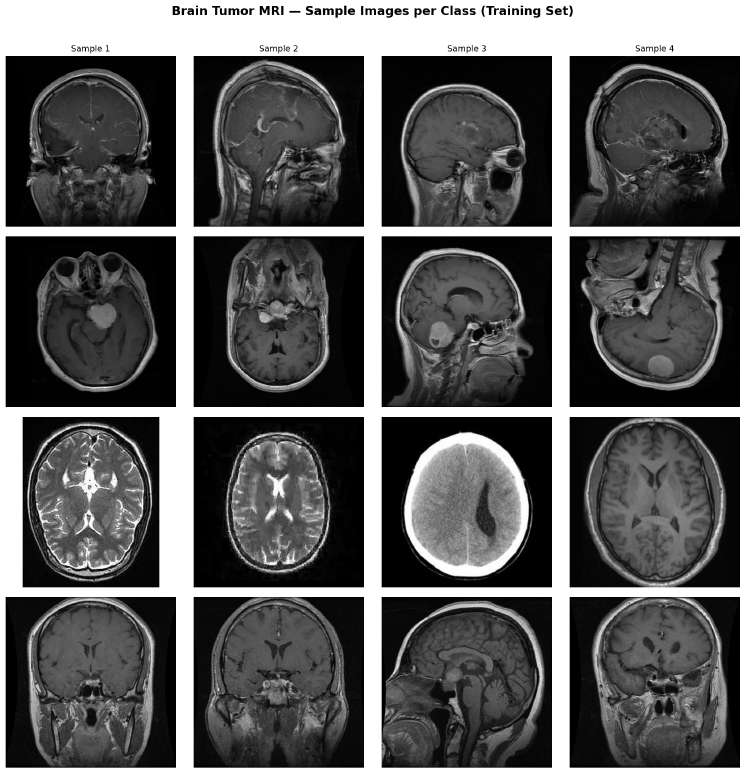 Brain Tumor MRI — Sample Images per Class (Training Set)
Sample 1
Sample 2
Sample 3
Sample 4